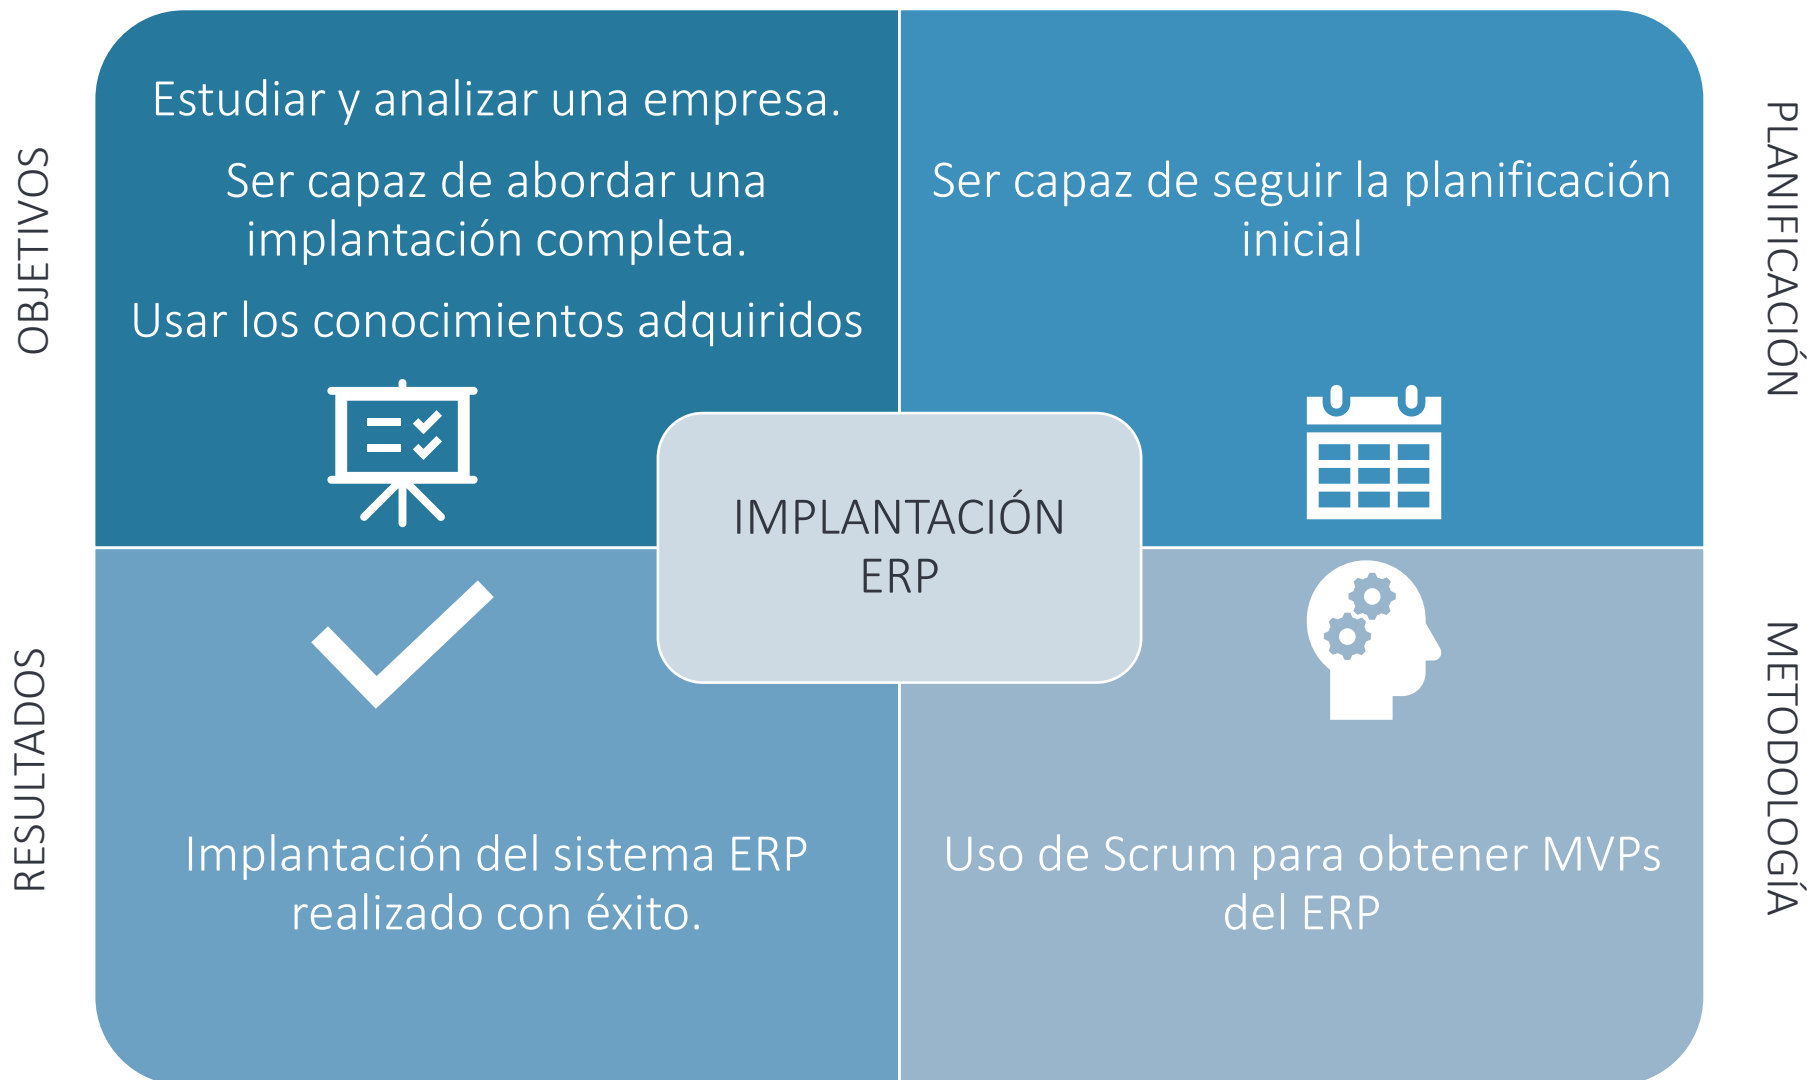 OBJETIVOS
Estudiar y analizar una empresa.
Ser capaz de abordar una
implantación completa.
Usar los conocimientos adquiridos
PLANIFICACIÓN
Ser capaz de seguir la planificación
inicial
IMPLANTACIÓN
ERP
RESULTADOS
Implantación del sistema ERP
realizado con éxito.
METODOLOGÍA
Uso de Scrum para obtener MVPs
del ERP